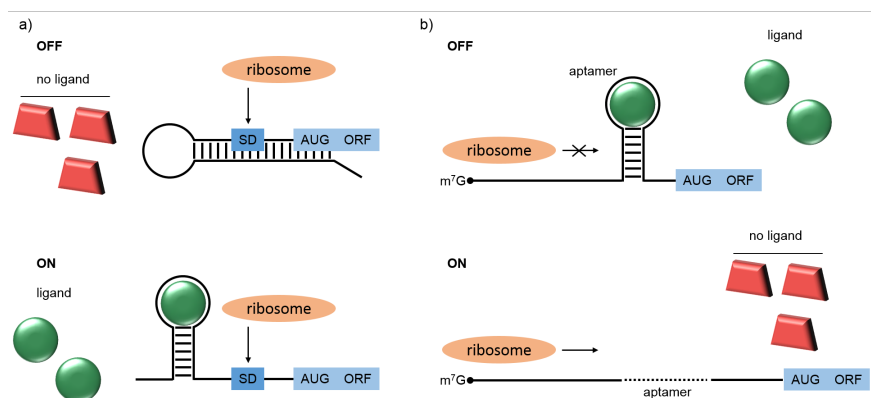 a)
OFF
no ligand
ribosome
SD
AUG ORF
ON
ligand
ribosome
SD
AUG ORF
b)
OFF
ligand
aptamer
ribosome
m⁷G
AUG ORF
ON
no ligand
ribosome
m⁷G
aptamer
AUG ORF